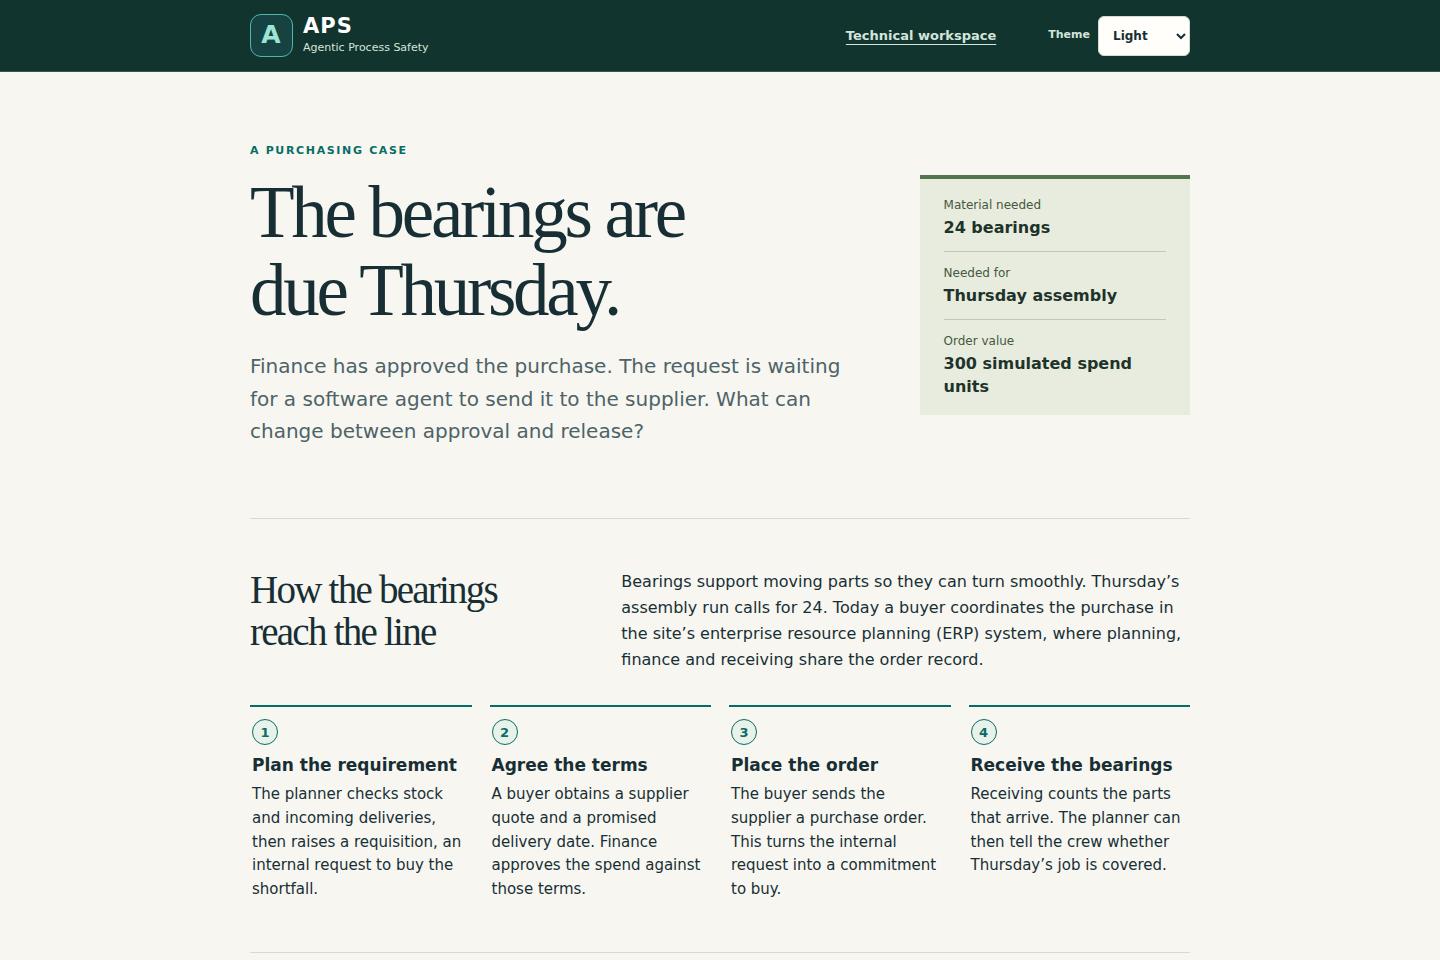 A
APS
Agentic Process Safety
Technical workspace
Theme
Light
A PURCHASING CASE
The bearings are
due Thursday.
Finance has approved the purchase. The request is waiting
for a software agent to send it to the supplier. What can
change between approval and release?
Material needed
24 bearings
Needed for
Thursday assembly
Order value
300 simulated spend
units
How the bearings
reach the line
Bearings support moving parts so they can turn smoothly. Thursday’s
assembly run calls for 24. Today a buyer coordinates the purchase in
the site’s enterprise resource planning (ERP) system, where planning,
finance and receiving share the order record.
1
Plan the requirement
The planner checks stock
and incoming deliveries,
then raises a requisition, an
internal request to buy the
shortfall.
2
Agree the terms
A buyer obtains a supplier
quote and a promised
delivery date. Finance
approves the spend against
those terms.
3
Place the order
The buyer sends the
supplier a purchase order.
This turns the internal
request into a commitment
to buy.
4
Receive the bearings
Receiving counts the parts
that arrive. The planner can
then tell the crew whether
Thursday’s job is covered.